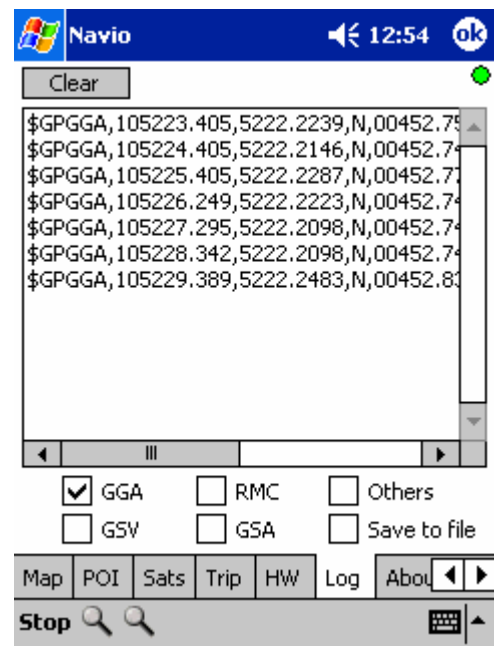 Navio 12:54 ok
Clear
$GPGGA,105223.405,5222.2239,N,00452.75
$GPGGA,105224.405,5222.2146,N,00452.74
$GPGGA,105225.405,5222.2287,N,00452.77
$GPGGA,106226.249,5222.2223,N,00452.74
$GPGGA,105227.295,5222.2098,N,00452.74
$GPGGA,105228.342,5222.2098,N,00452.74
$GPGGA,105229.389,5222.2483,N,00452.83
GGA RMC Others
GSV GSA Save to file
Map POI Sats Trip HW Log Abou
Stop